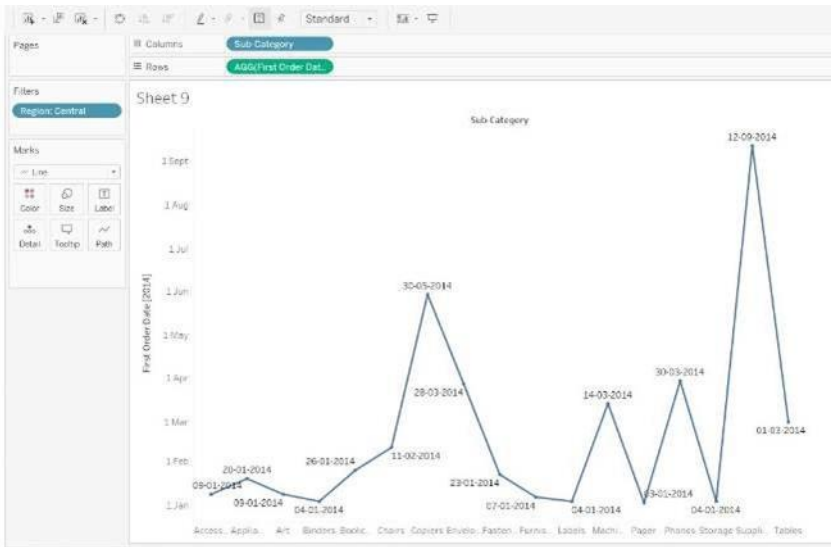 Standard
Pages
Columns
Sub Category
Rows
AGG(First Order Dat..
Filters
Region: Central
Sheet 9
Sub Category
Marks
Line
Color
Size
Label
Detail
Tooltip
Path
First Order Date [2014]
1 Sept
1 Aug
1 Jul
1 Jun
1 May
1 Apr
1 Mar
1 Feb
1 Jan
09-01-2014
20-01-2014
09-01-2014
04-01-2014
26-01-2014
11-02-2014
30-05-2014
28-03-2014
23-01-2014
07-01-2014
04-01-2014
14-03-2014
03-01-2014
30-03-2014
04-01-2014
12-09-2014
01-03-2014
Access.. Applia.. Art Binders Bookc.. Chairs Copiers Envelo.. Fasten.. Furnis.. Labels Machi.. Paper Phones Storage Suppli.. Tables